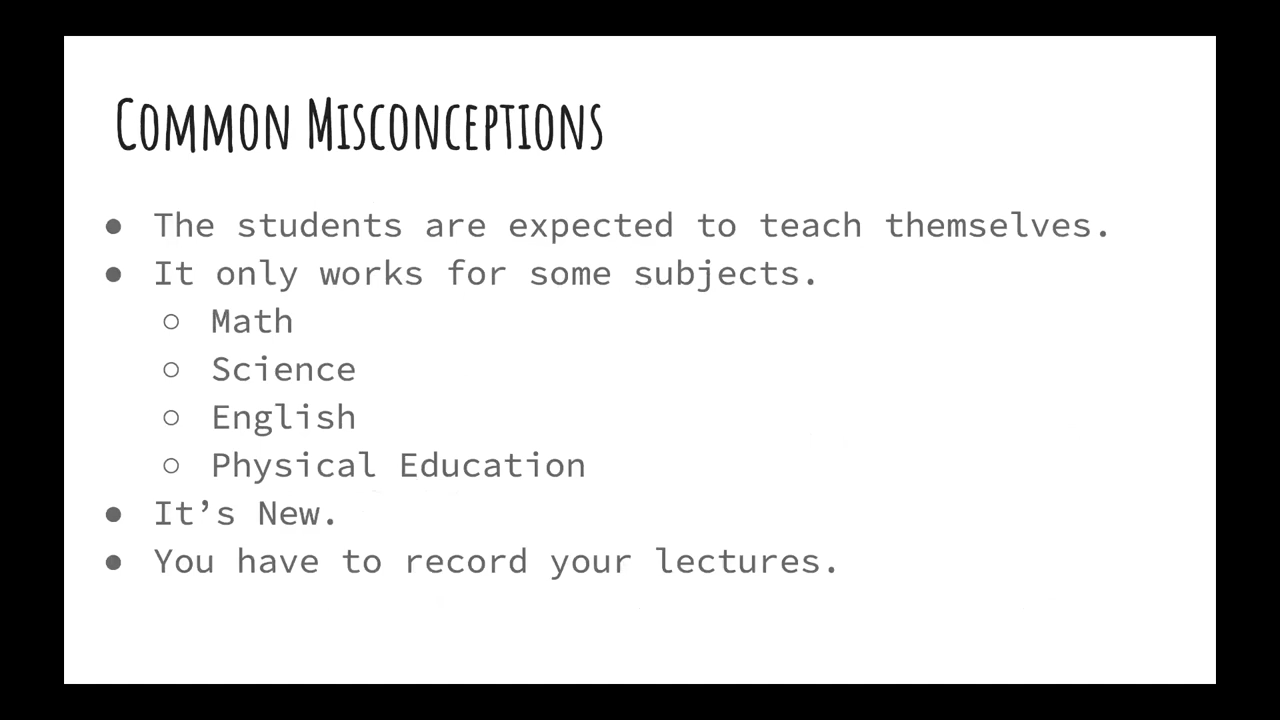 Common Misconceptions
● The students are expected to teach themselves.
● It only works for some subjects.
○ Math
○ Science
○ English
○ Physical Education
● It’s New.
● You have to record your lectures.